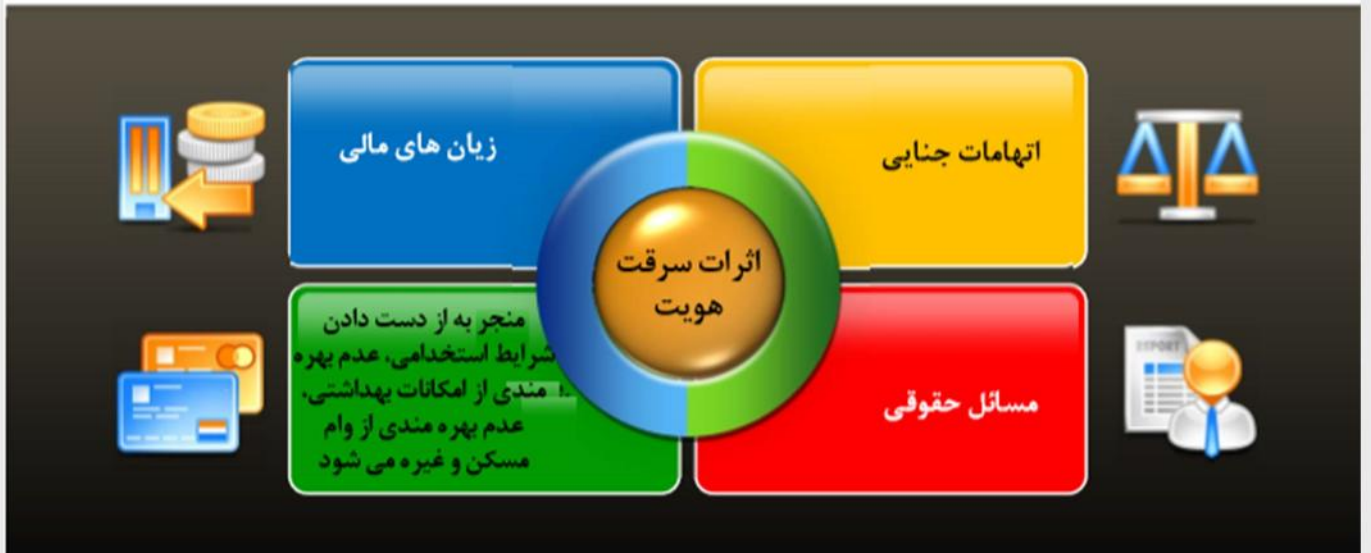 اتهامات جنایی
زیان های مالی
اثرات سرقت
هویت
مسائل حقوقی
منجر به از دست دادن
شرایط استخدامی، عدم بهره
مندی از امکانات بهداشتی،
عدم بهره مندی از وام
مسکن و غیره می شود
REPORT